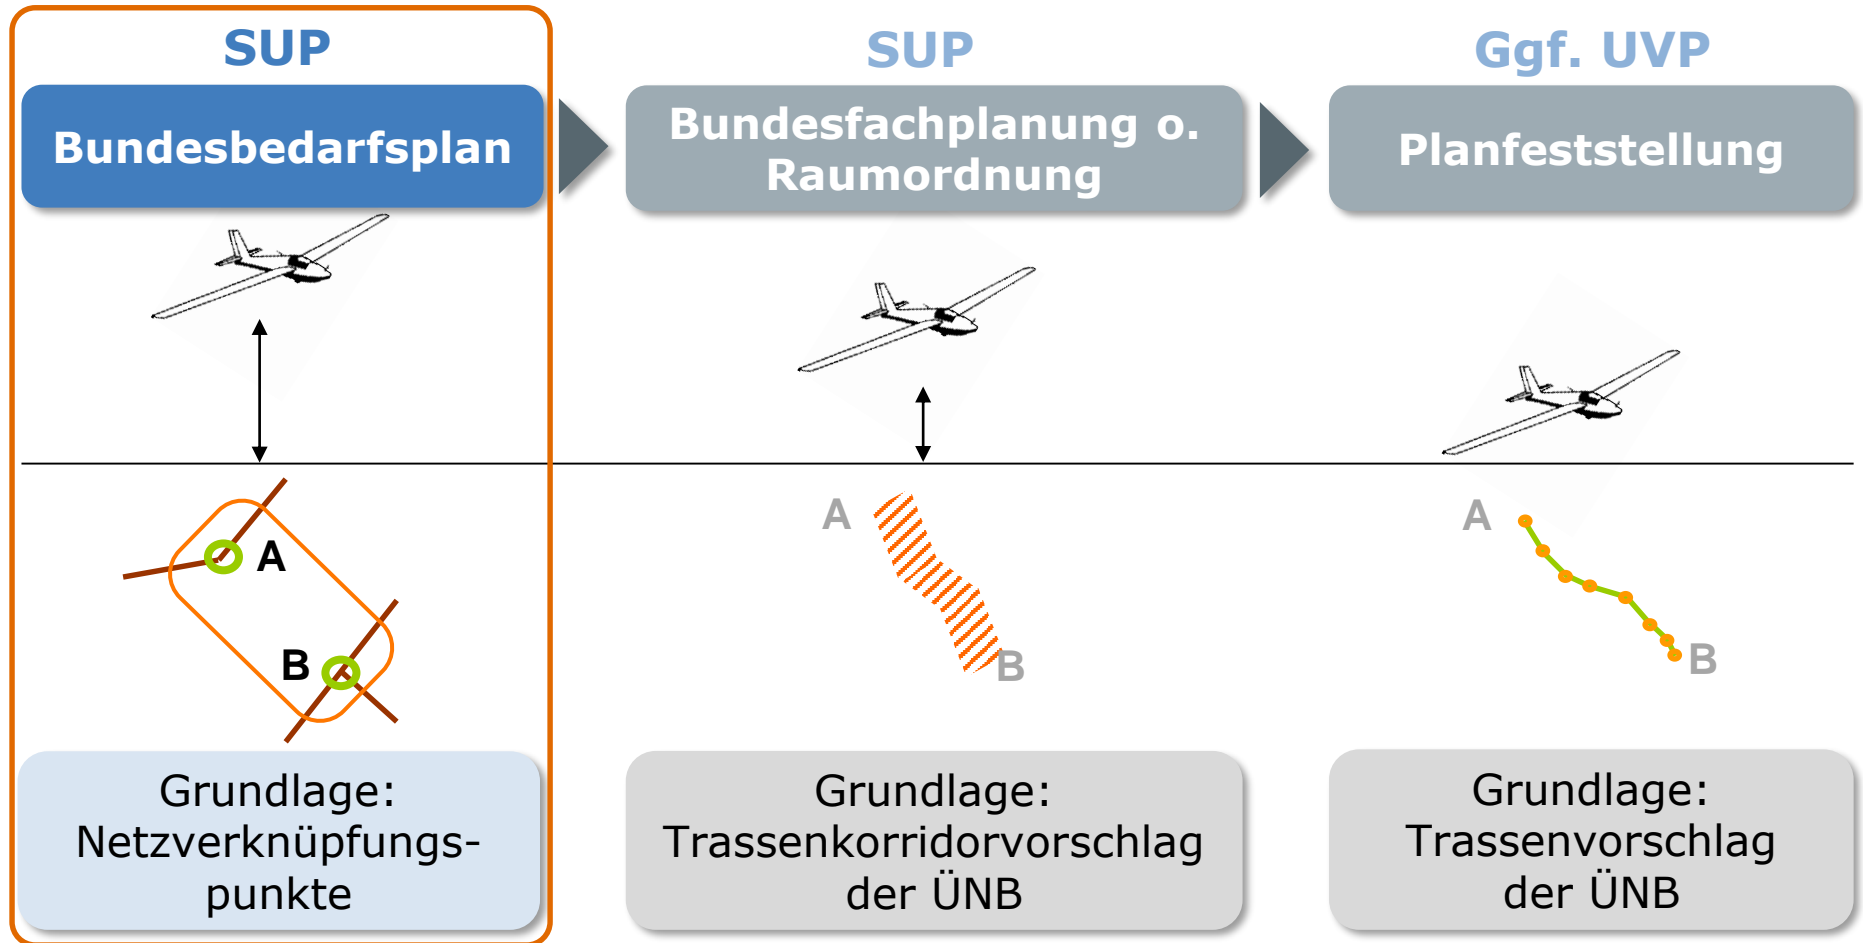 SUP
Bundesbedarfsplan
A
B
Grundlage:
Netzverknüpfungs-
punkte
SUP
Bundesfachplanung o.
Raumordnung
A
B
Grundlage:
Trassenkorridorvorschlag
der ÜNB
Ggf. UVP
Planfeststellung
A
B
Grundlage:
Trassenvorschlag
der ÜNB